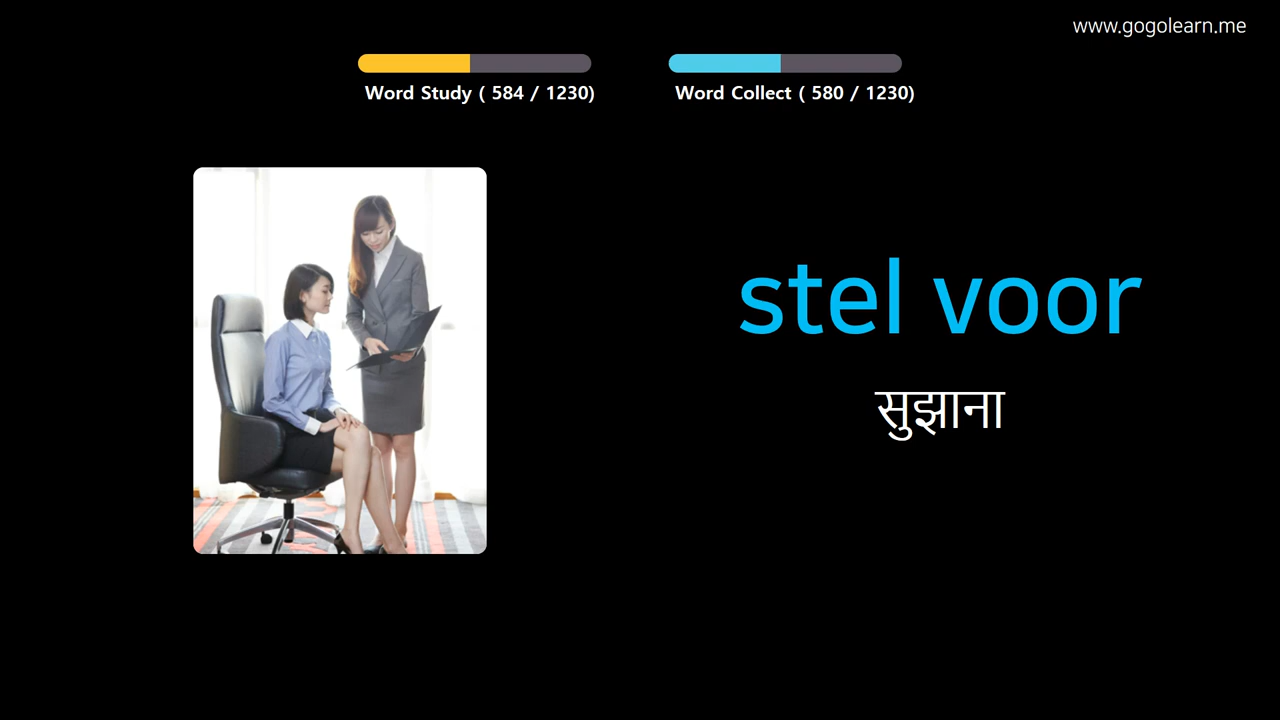 www.gogolearn.me
Word Study ( 584 / 1230)
Word Collect ( 580 / 1230)
stel voor
सुझाना